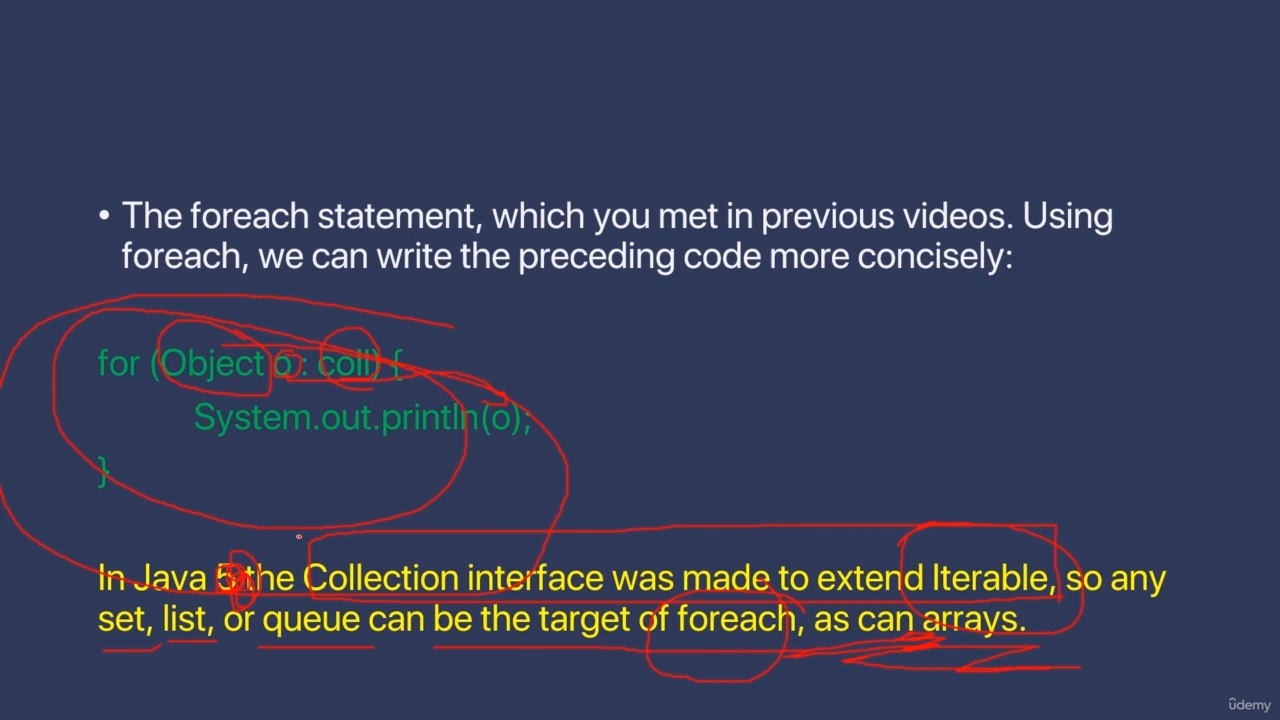 • The foreach statement, which you met in previous videos. Using
foreach, we can write the preceding code more concisely:
for (Object o : coll) {
System.out.println(o);
}
In Java 5 the Collection interface was made to extend Iterable, so any
set, list, or queue can be the target of foreach, as can arrays.
ûdemy